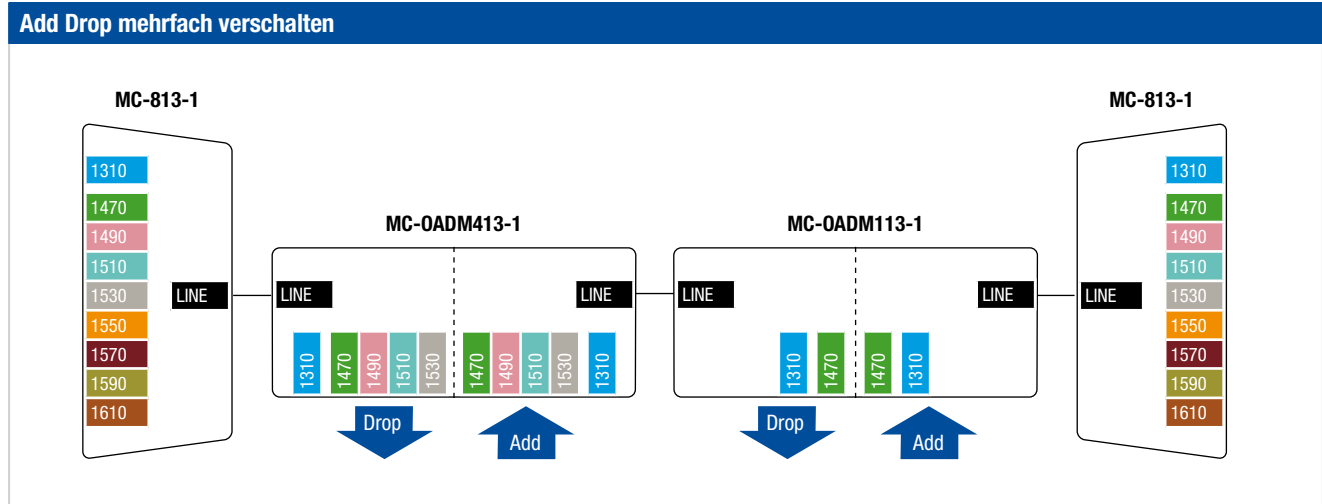 Add Drop mehrfach verschalten
MC-813-1
1310
1470
1490
1510
1530
1550
1570
1590
1610
LINE
MC-OADM413-1
LINE
LINE
1310
1470
1490
1510
1530
1470
1490
1510
1530
1310
Drop
Add
MC-OADM113-1
LINE
LINE
1310
1470
1470
1310
Drop
Add
MC-813-1
LINE
1310
1470
1490
1510
1530
1550
1570
1590
1610